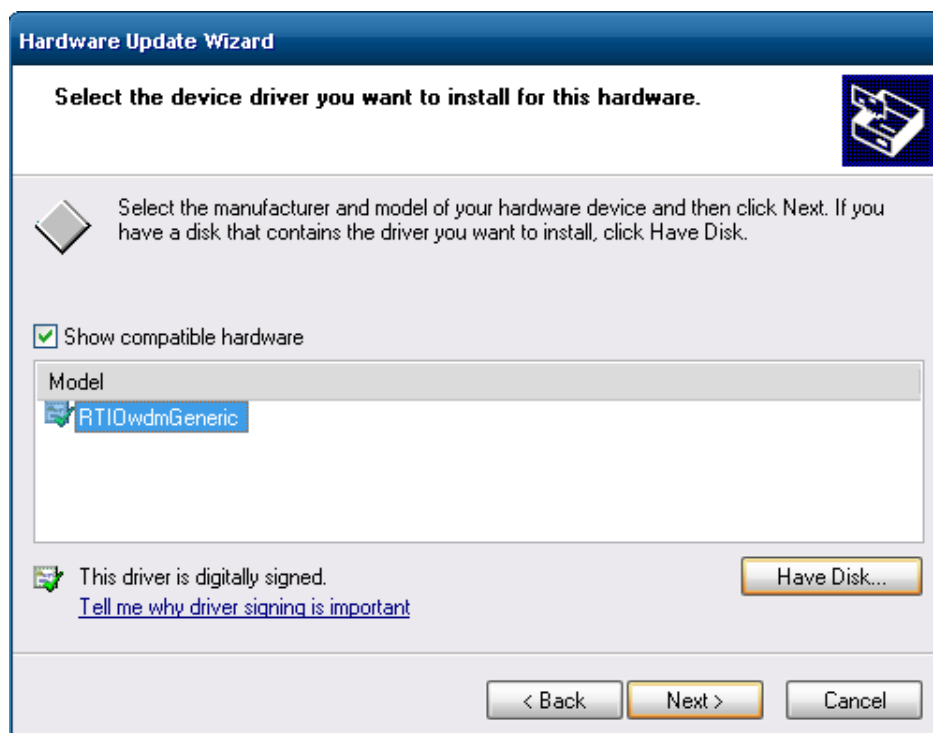 Hardware Update Wizard
Select the device driver you want to install for this hardware.
Select the manufacturer and model of your hardware device and then click Next. If you
have a disk that contains the driver you want to install, click Have Disk.
Show compatible hardware
Model
RTIOwdmGeneric
This driver is digitally signed.
Have Disk...
Tell me why driver signing is important
< Back
Next >
Cancel